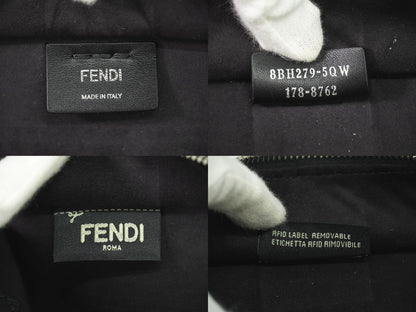 FENDI
MADE IN ITALY
8BH279-5QW
178-8762
FENDI
ROMA
RFID LABEL REMOVABLE
ETICHETTA RFID RIMOVIBILE